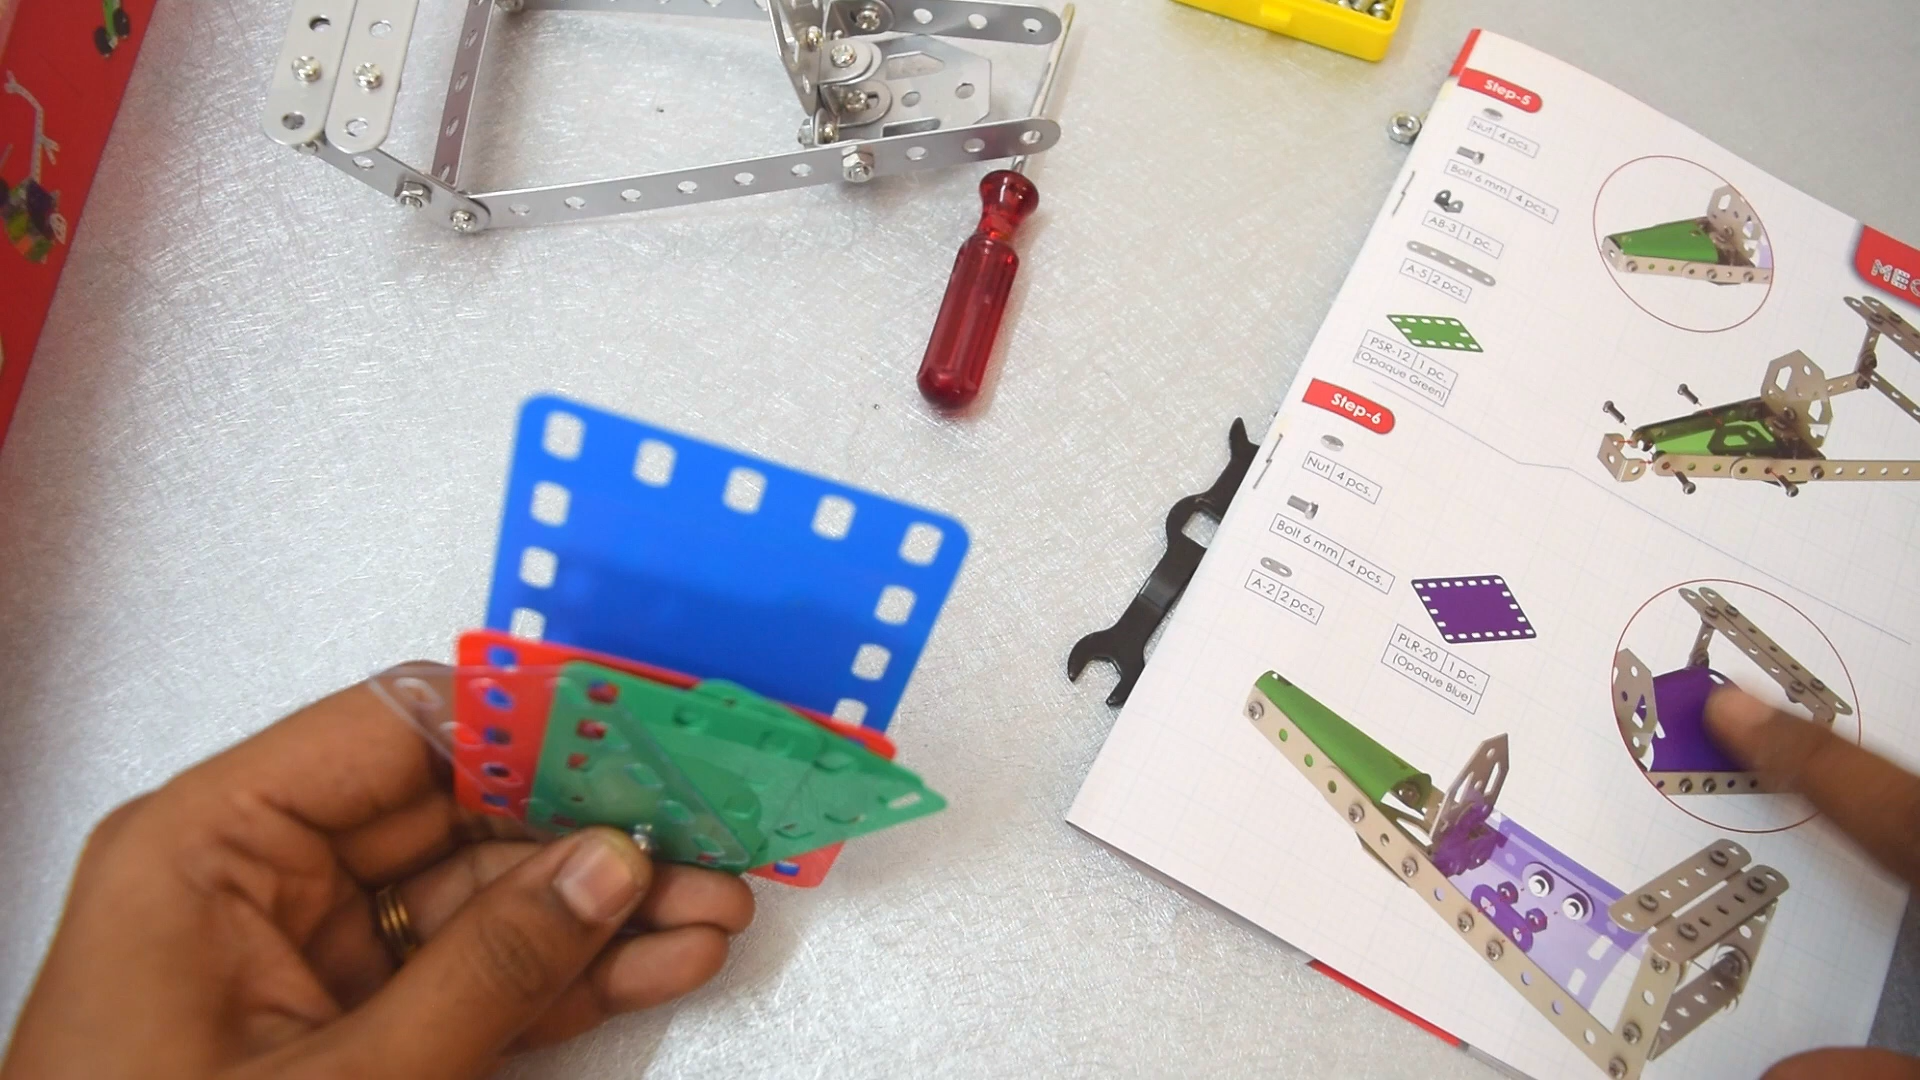 Step-5
Nut 4 pcs.
Bolt 6 mm 4 pcs.
AB-3 1 pc.
A-5 2 pcs.
PSR-12 1 pc.
(Opaque Green)
Step-6
Nut 4 pcs.
Bolt 6 mm 4 pcs.
A-2 2 pcs.
PLR-20 1 pc.
(Opaque Blue)